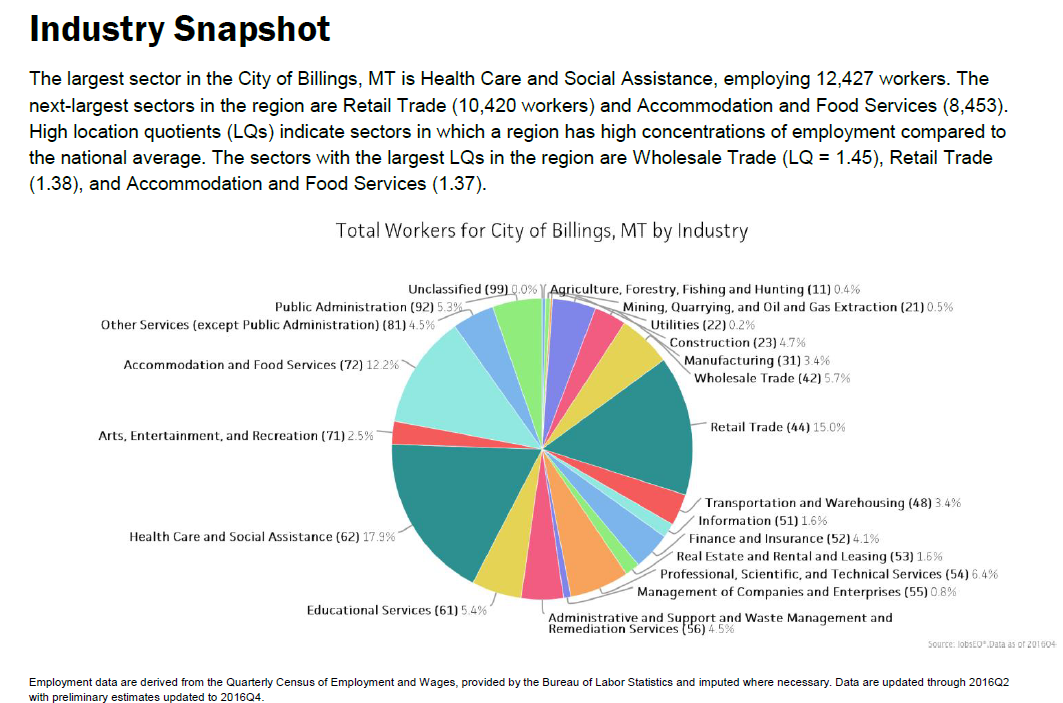 Industry Snapshot
The largest sector in the City of Billings, MT is Health Care and Social Assistance, employing 12,427 workers. The
next-largest sectors in the region are Retail Trade (10,420 workers) and Accommodation and Food Services (8,453).
High location quotients (LQs) indicate sectors in which a region has high concentrations of employment compared to
the national average. The sectors with the largest LQs in the region are Wholesale Trade (LQ = 1.45), Retail Trade
(1.38), and Accommodation and Food Services (1.37).
Total Workers for City of Billings, MT by Industry
Unclassified (99) 0.0%
Agriculture, Forestry, Fishing and Hunting (11) 0.4%
Public Administration (92) 5.3%
Mining, Quarrying, and Oil and Gas Extraction (21) 0.5%
Other Services (except Public Administration) (81) 4.5%
Utilities (22) 0.2%
Construction (23) 4.7%
Accommodation and Food Services (72) 12.2%
Manufacturing (31) 3.4%
Wholesale Trade (42) 5.7%
Arts, Entertainment, and Recreation (71) 2.5%
Retail Trade (44) 15.0%
Transportation and Warehousing (48) 3.4%
Information (51) 1.6%
Health Care and Social Assistance (62) 17.9%
Finance and Insurance (52) 4.1%
Real Estate and Rental and Leasing (53) 1.6%
Professional, Scientific, and Technical Services (54) 6.4%
Management of Companies and Enterprises (55) 0.8%
Educational Services (61) 5.4%
Administrative and Support and Waste Management and
Remediation Services (56) 4.5%
Source: JobsEQ®,Data as of 2016Q4
Employment data are derived from the Quarterly Census of Employment and Wages, provided by the Bureau of Labor Statistics and imputed where necessary. Data are updated through 2016Q2
with preliminary estimates updated to 2016Q4.